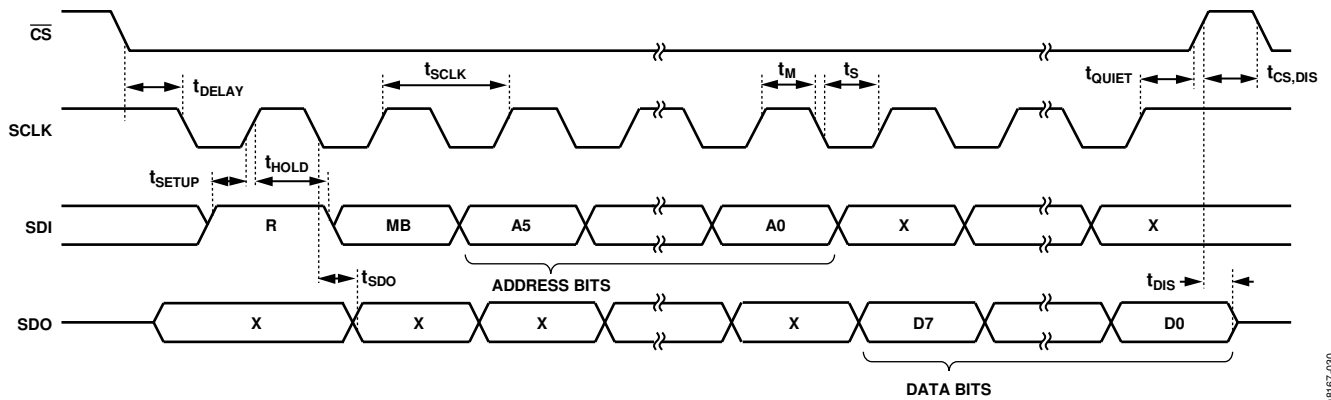 CS
tDELAY
tSCLK
tM
tS
tQUIET
tCS,DIS
SCLK
tSETUP
tHOLD
SDI
R
MB
A5
A0
X
X
tSDO
ADDRESS BITS
tDIS
SDO
X
X
X
X
D7
D0
DATA BITS